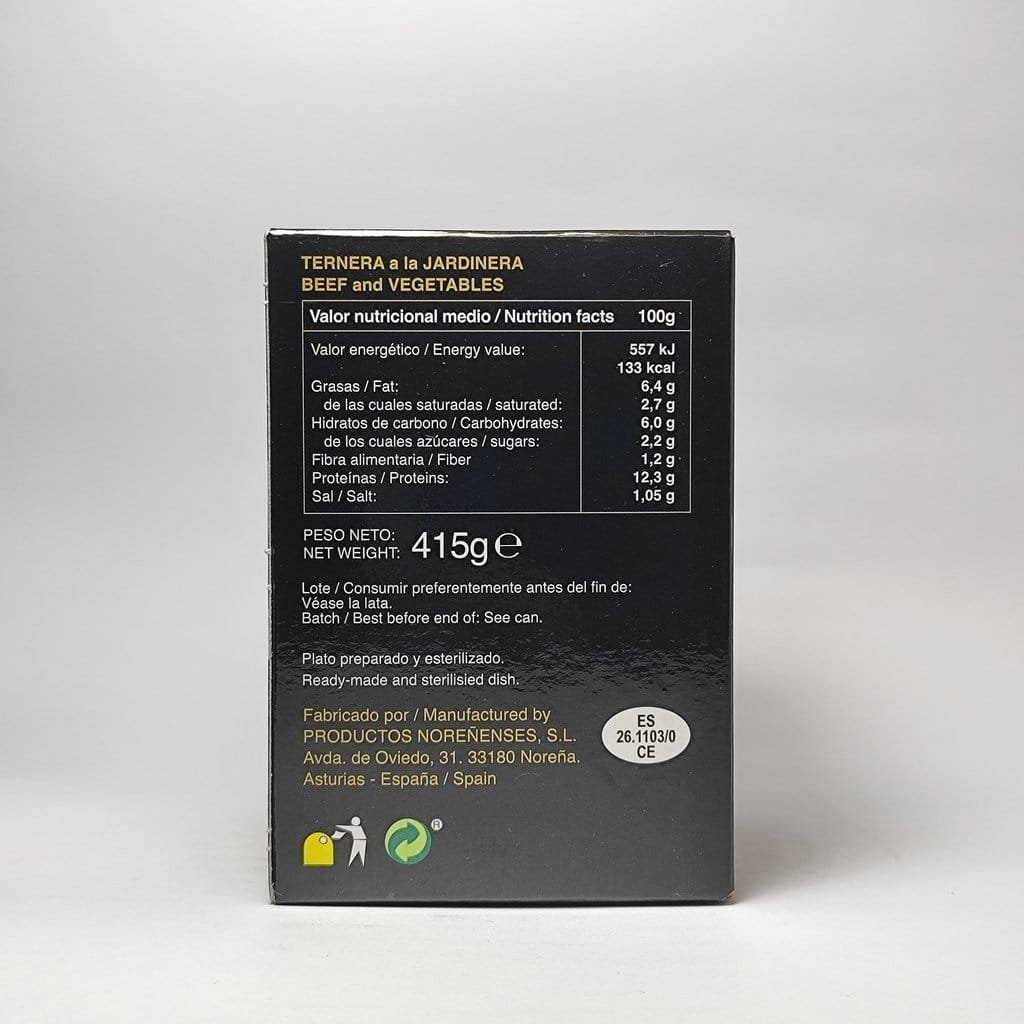 TERNERA a la JARDINERA
BEEF and VEGETABLES
Valor nutricional medio / Nutrition facts 100g
Valor energético / Energy value: 557 kJ
133 kcal
Grasas / Fat: 6,4 g
de las cuales saturadas / saturated: 2,7 g
Hidratos de carbono / Carbohydrates: 6,0 g
de los cuales azúcares / sugars: 2,2 g
Fibra alimentaria / Fiber 1,2 g
Proteínas / Proteins: 12,3 g
Sal / Salt: 1,05 g
PESO NETO:
NET WEIGHT: 415g ℮
Lote / Consumir preferentemente antes del fin de:
Véase la lata.
Batch / Best before end of: See can.
Plato preparado y esterilizado.
Ready-made and sterilisied dish.
Fabricado por / Manufactured by
PRODUCTOS NOREÑENSES, S.L.
Avda. de Oviedo, 31. 33180 Noreña.
Asturias - España / Spain
ES
26.1103/0
CE
®